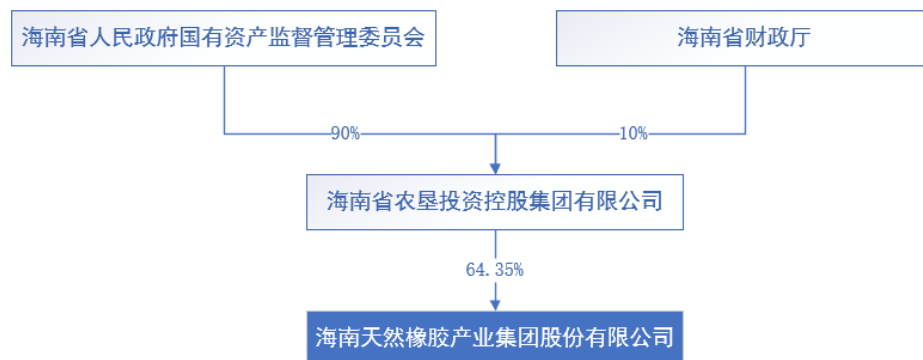 海南省人民政府国有资产监督管理委员会
海南省财政厅
90%
10%
海南省农垦投资控股集团有限公司
64.35%
海南天然橡胶产业集团股份有限公司